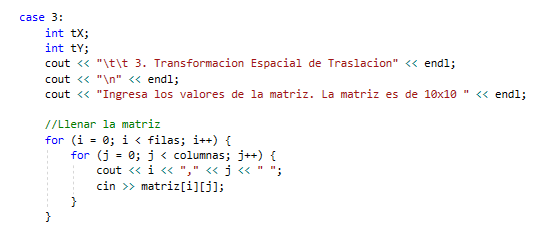 case 3:
int tX;
int tY;
cout << "\t\t 3. Transformacion Espacial de Traslacion" << endl;
cout << "\n" << endl;
cout << "Ingresa los valores de la matriz. La matriz es de 10x10 " << endl;
//Llenar la matriz
for (i = 0; i < filas; i++) {
for (j = 0; j < columnas; j++) {
cout << i << "," << j << " ";
cin >> matriz[i][j];
}
}